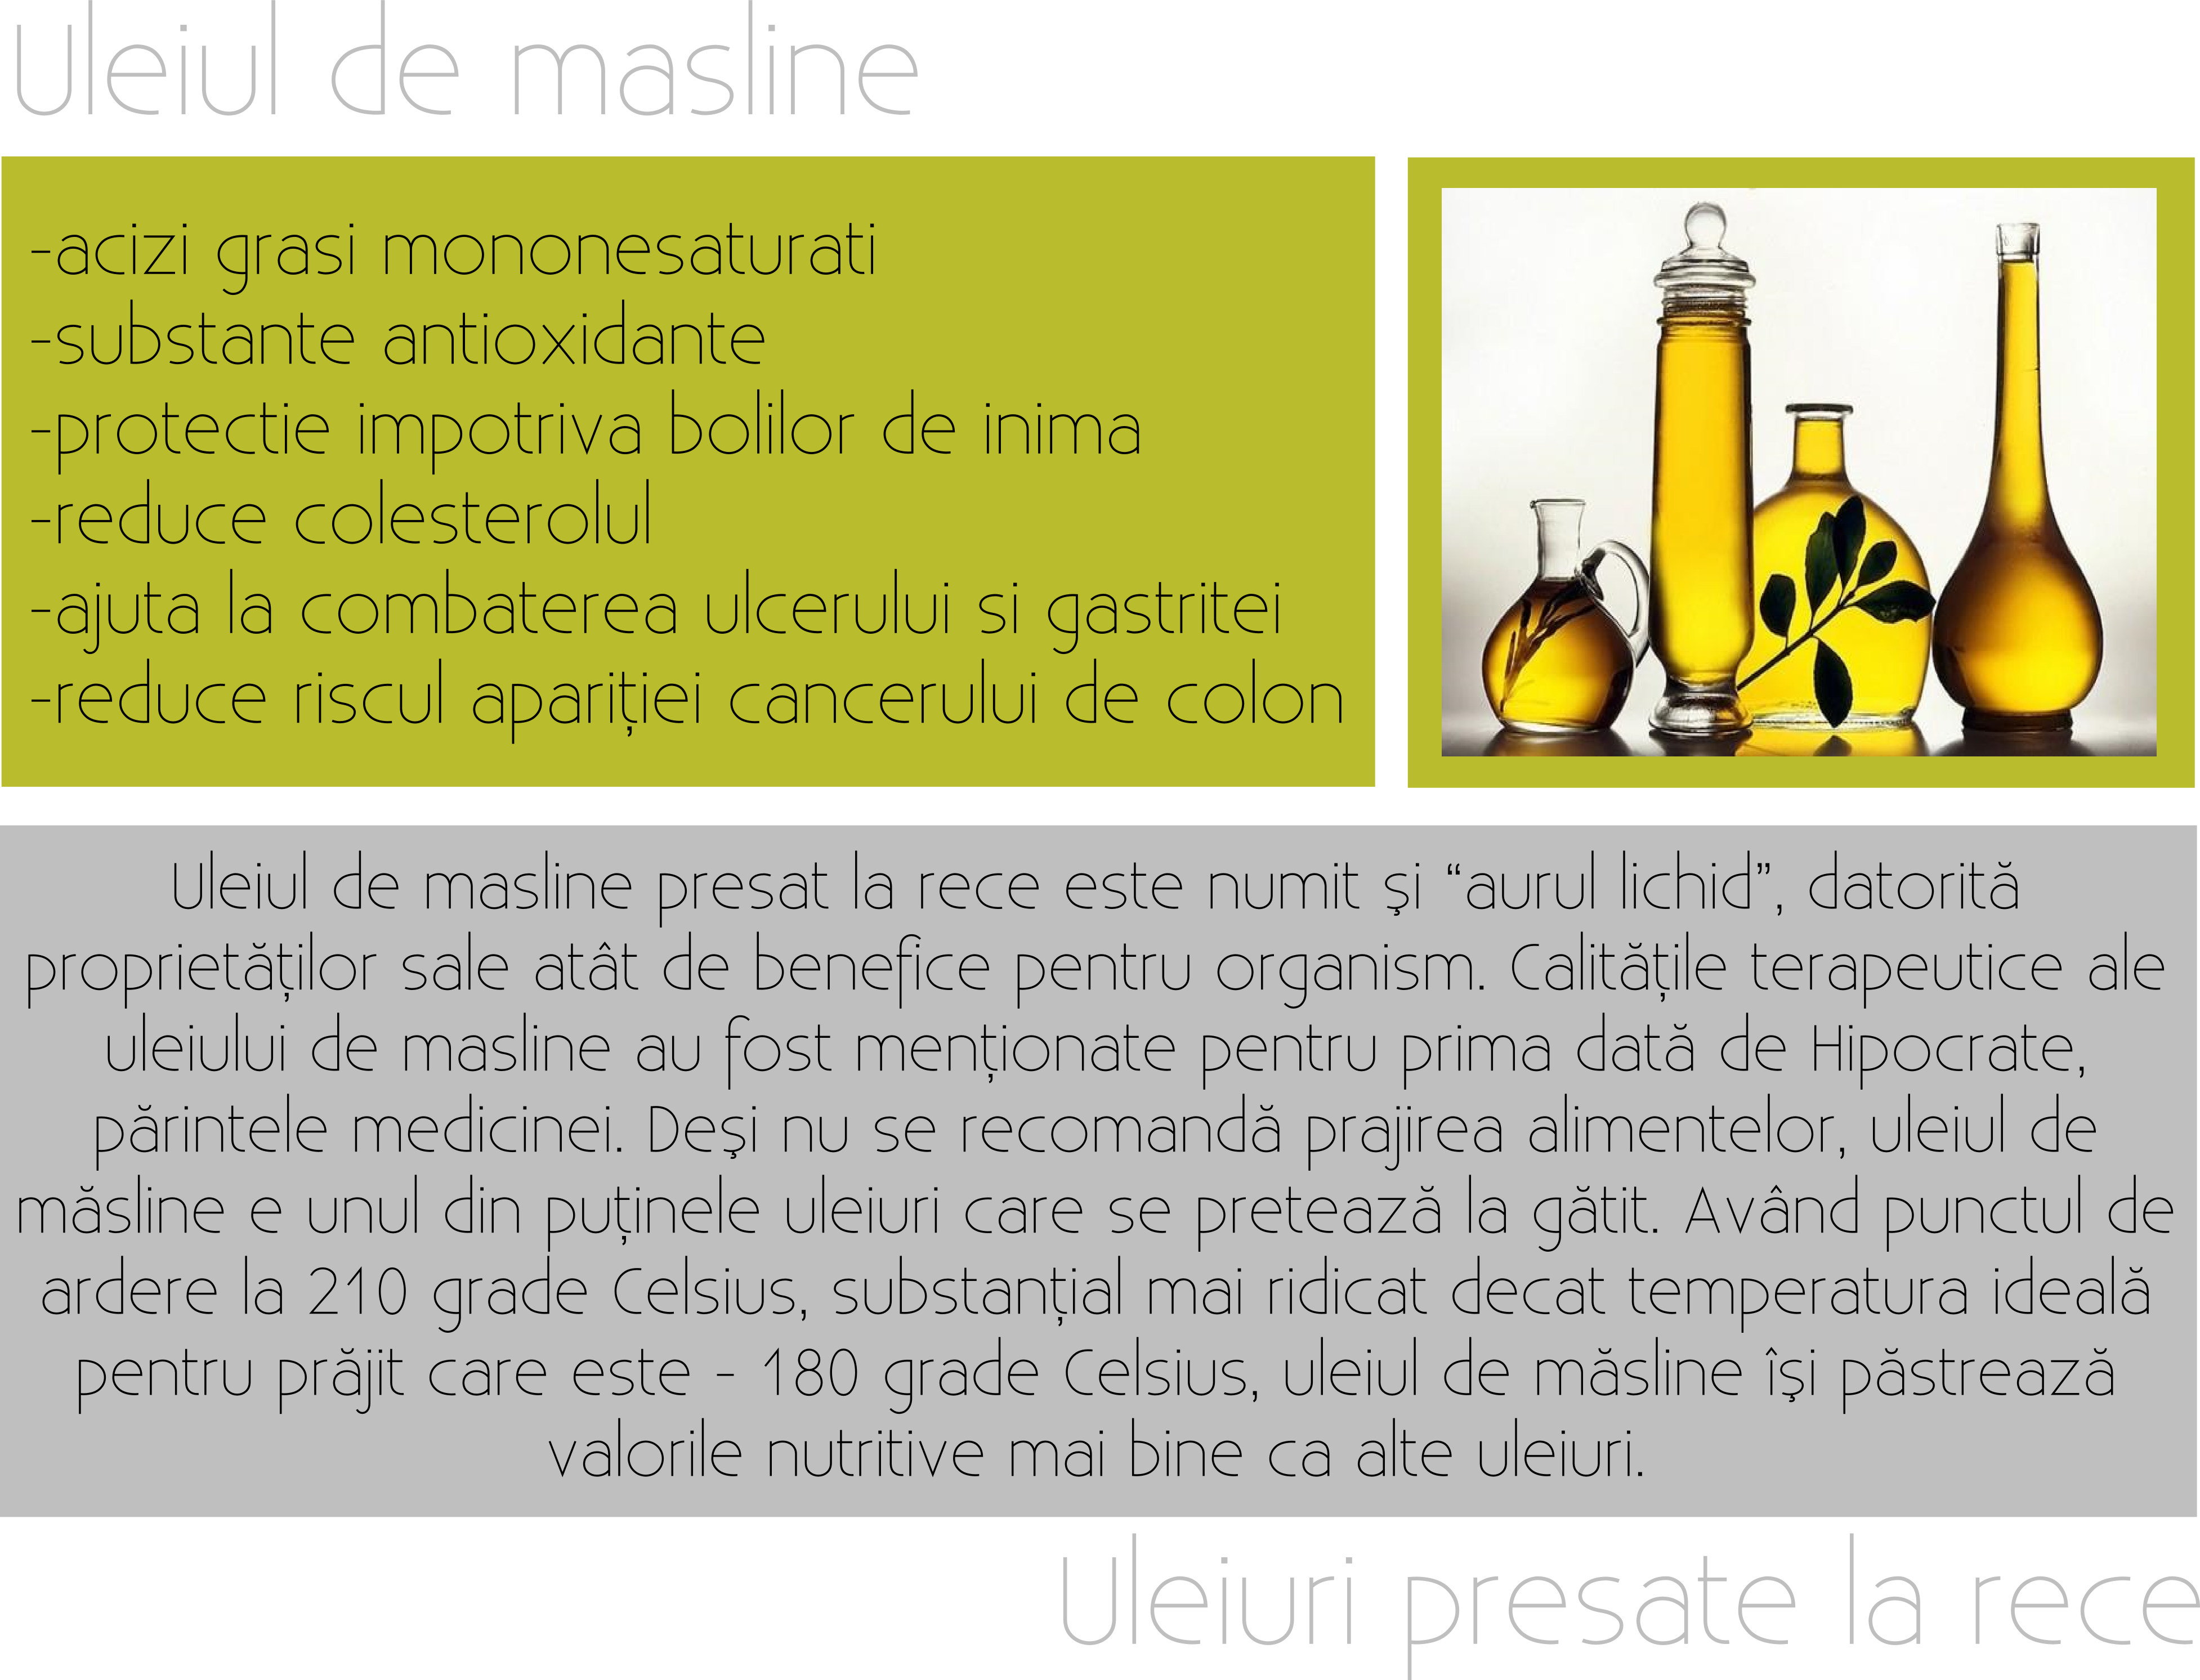 Uleiul de masline
-acizi grasi mononesaturati
-substante antioxidante
-protectie impotriva bolilor de inima
-reduce colesterolul
-ajuta la combaterea ulcerului si gastritei
-reduce riscul apariției cancerului de colon
Uleiul de masline presat la rece este numit şi “aurul lichid”, datorită
proprietăților sale atât de benefice pentru organism. Calitățile terapeutice ale
uleiului de masline au fost menționate pentru prima dată de Hipocrate,
părintele medicinei. Deşi nu se recomandă prajirea alimentelor, uleiul de
măsline e unul din puținele uleiuri care se pretează la gătit. Având punctul de
ardere la 210 grade Celsius, substanțial mai ridicat decat temperatura ideală
pentru prăjit care este - 180 grade Celsius, uleiul de măsline îşi păstrează
valorile nutritive mai bine ca alte uleiuri.
Uleiuri presate la rece